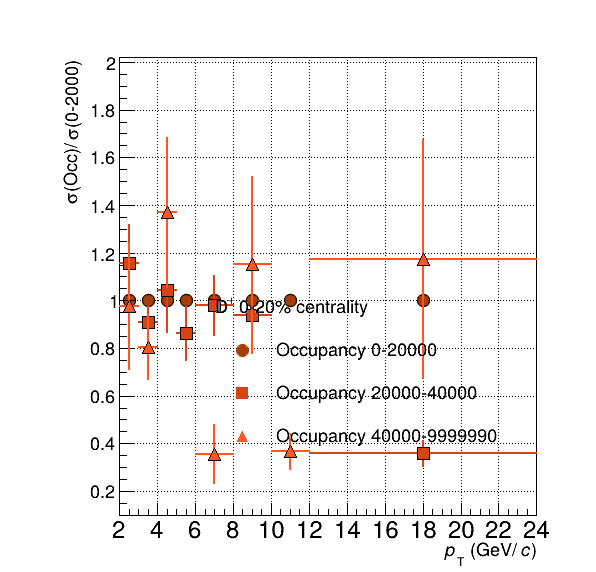 σ(Occ)/σ(0-2000)
2
1.8
1.6
1.4
1.2
1
0.8
0.6
0.4
0.2
0-20% centrality
Occupancy 0-20000
Occupancy 20000-40000
Occupancy 40000-9999990
2 4 6 8 10 12 14 16 18 20 22 24
p_T (GeV/c)